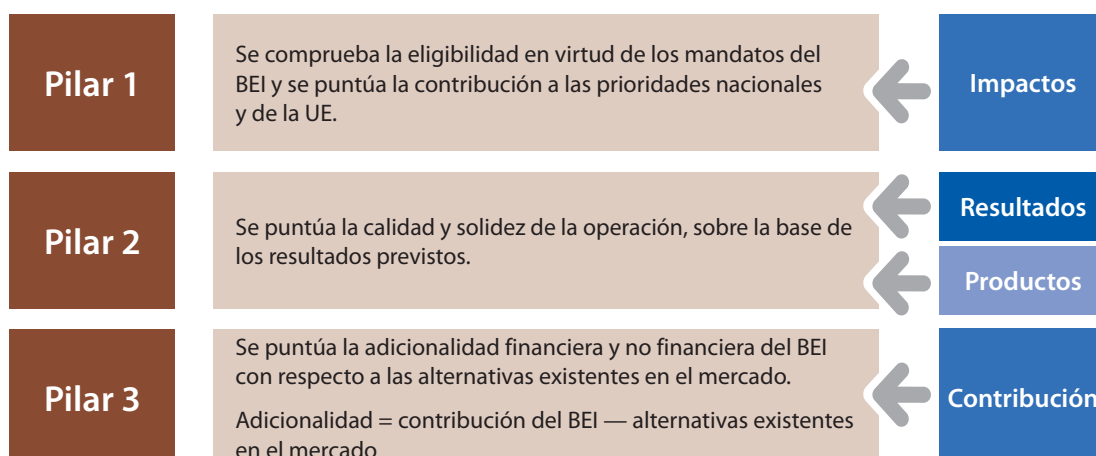 Pilar 1
Se comprueba la eligibilidad en virtud de los mandatos del
BEI y se puntúa la contribución a las prioridades nacionales
y de la UE.
Impactos
Pilar 2
Se puntúa la calidad y solidez de la operación, sobre la base de
los resultados previstos.
Resultados
Productos
Pilar 3
Se puntúa la adicionalidad financiera y no financiera del BEI
con respecto a las alternativas existentes en el mercado.
Adicionalidad = contribución del BEI — alternativas existentes
en el mercado
Contribución